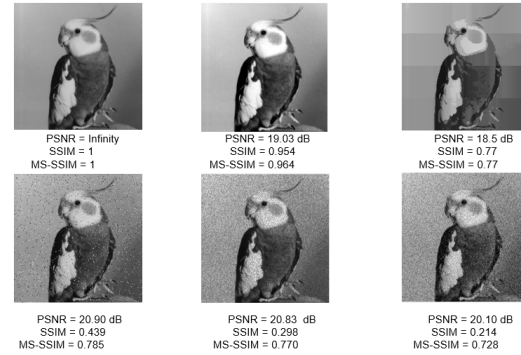 PSNR = Infinity
SSIM = 1
MS-SSIM = 1
PSNR = 19.03 dB
SSIM = 0.954
MS-SSIM = 0.964
PSNR = 18.5 dB
SSIM = 0.77
MS-SSIM = 0.77
PSNR = 20.90 dB
SSIM = 0.439
MS-SSIM = 0.785
PSNR = 20.83 dB
SSIM = 0.298
MS-SSIM = 0.770
PSNR = 20.10 dB
SSIM = 0.214
MS-SSIM = 0.728